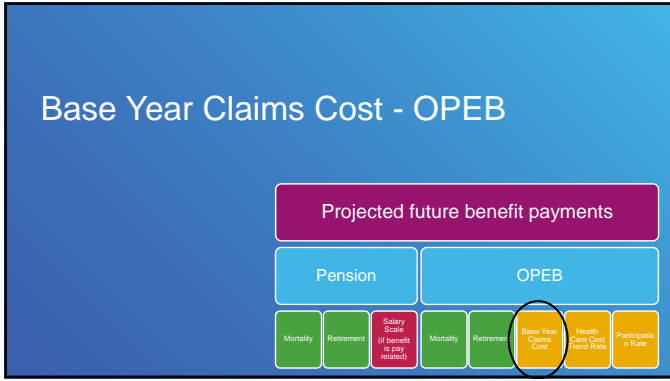 Base Year Claims Cost - OPEB
Projected future benefit payments
Pension
OPEB
Mortality
Retirement
Salary
Scale
(if benefit
is pay
related)
Mortality
Retirement
Base Year
Claims
Cost
Health
Care Cost
Trend Rate
Participatio
n Rate